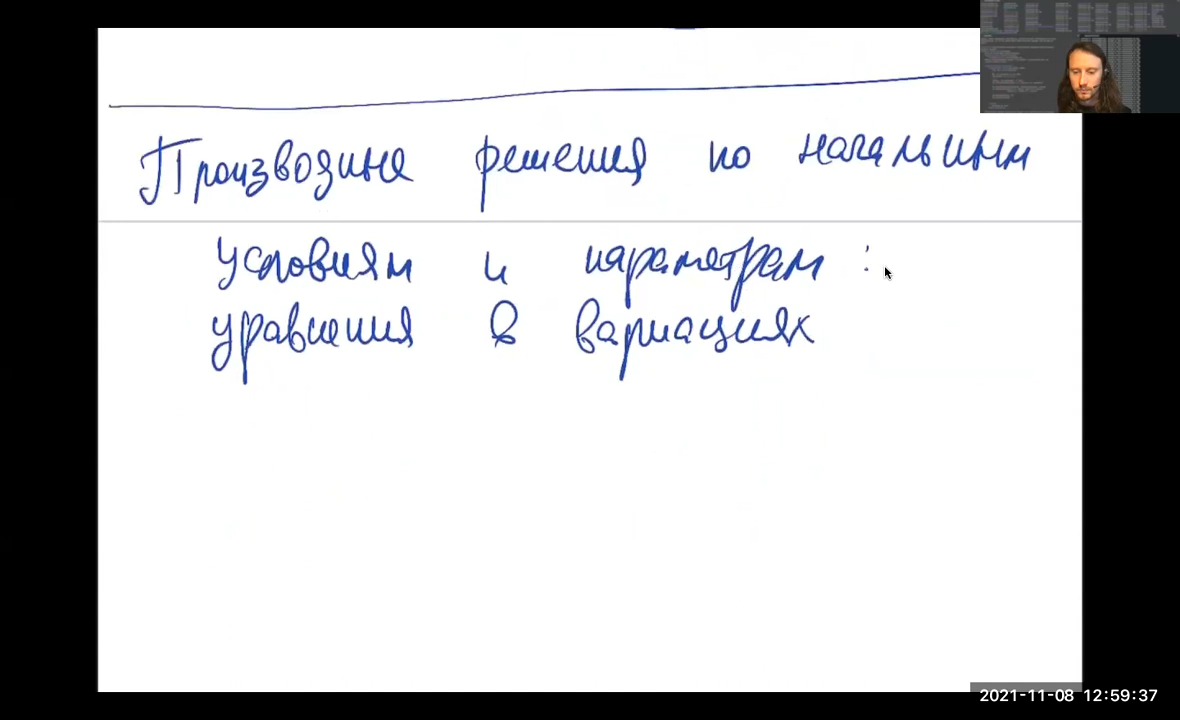 Производные решения по начальным
условиям и параметрам :
уравнения в вариациях
2021-11-08 12:59:37